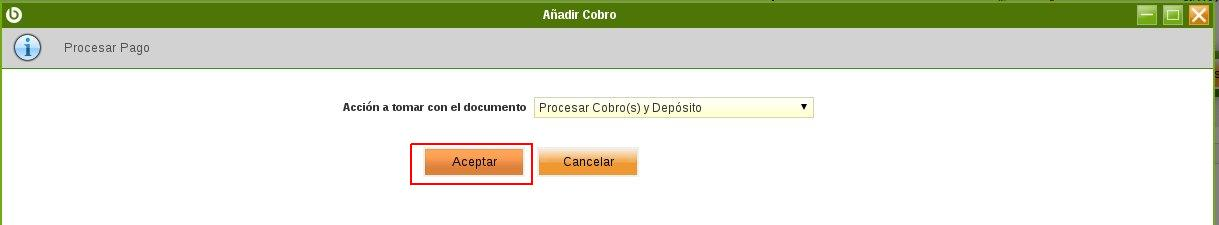 Añadir Cobro
Procesar Pago
Acción a tomar con el documento Procesar Cobro(s) y Depósito
Aceptar Cancelar